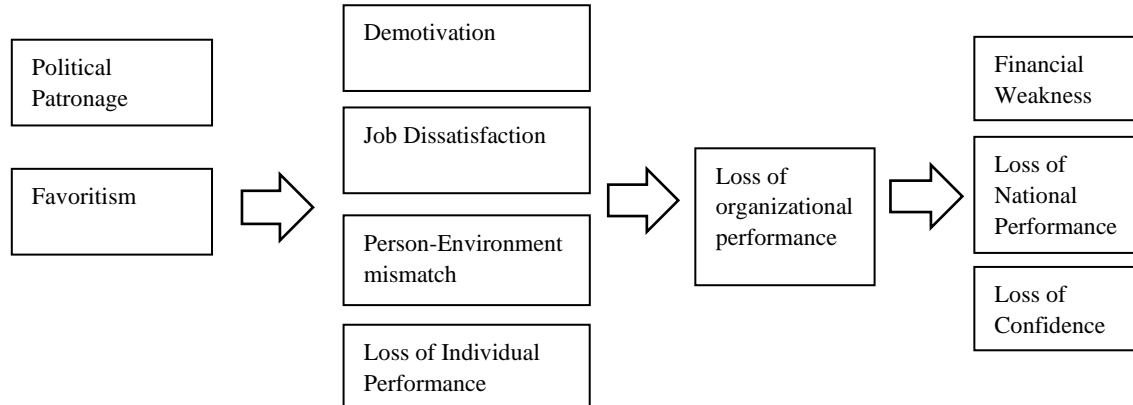 Political
Patronage
Favoritism
Demotivation
Job Dissatisfaction
Person-Environment
mismatch
Loss of Individual
Performance
Loss of
organizational
performance
Financial
Weakness
Loss of
National
Performance
Loss of
Confidence